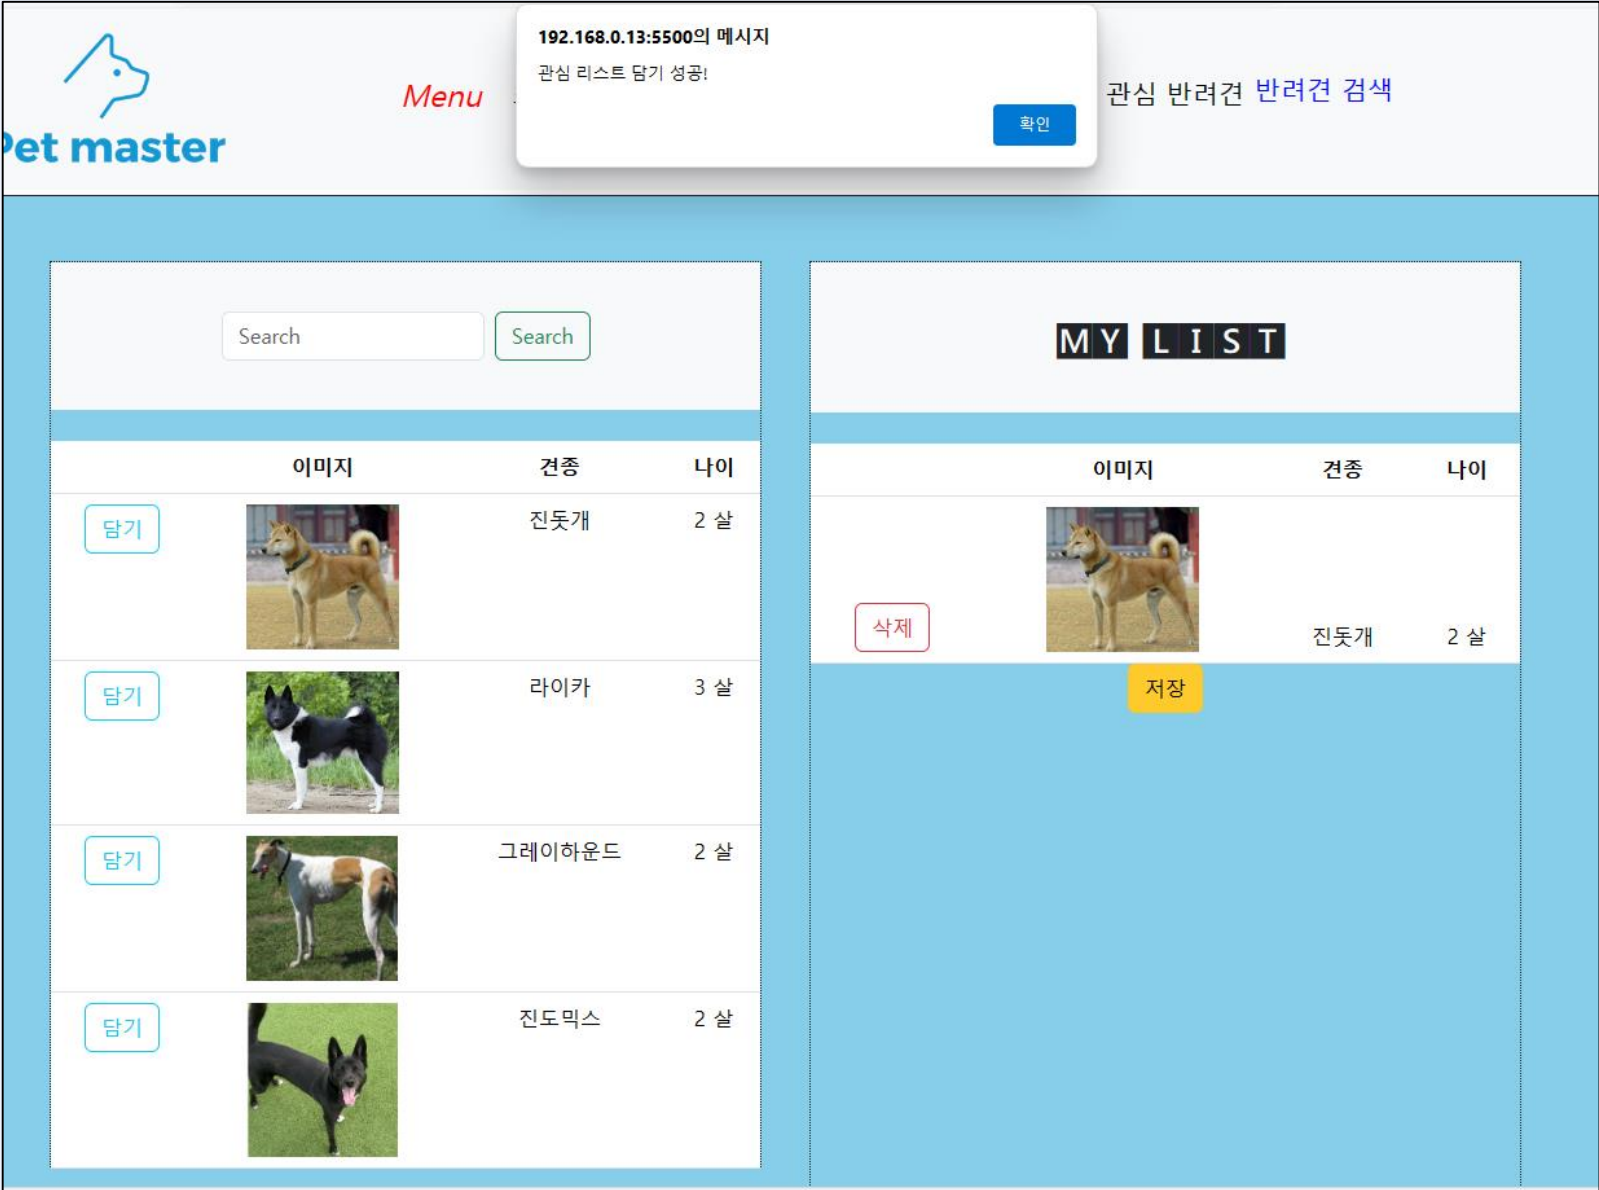 192.168.0.13:5500의 메시지
관심 리스트 담기 성공!
확인
Pet master
Menu
관심 반려견 반려견 검색
Search Search
이미지 견종 나이
담기 진돗개 2 살
담기 라이카 3 살
담기 그레이하운드 2 살
담기 진도믹스 2 살
MY LIST
이미지 견종 나이
삭제 진돗개 2 살
저장